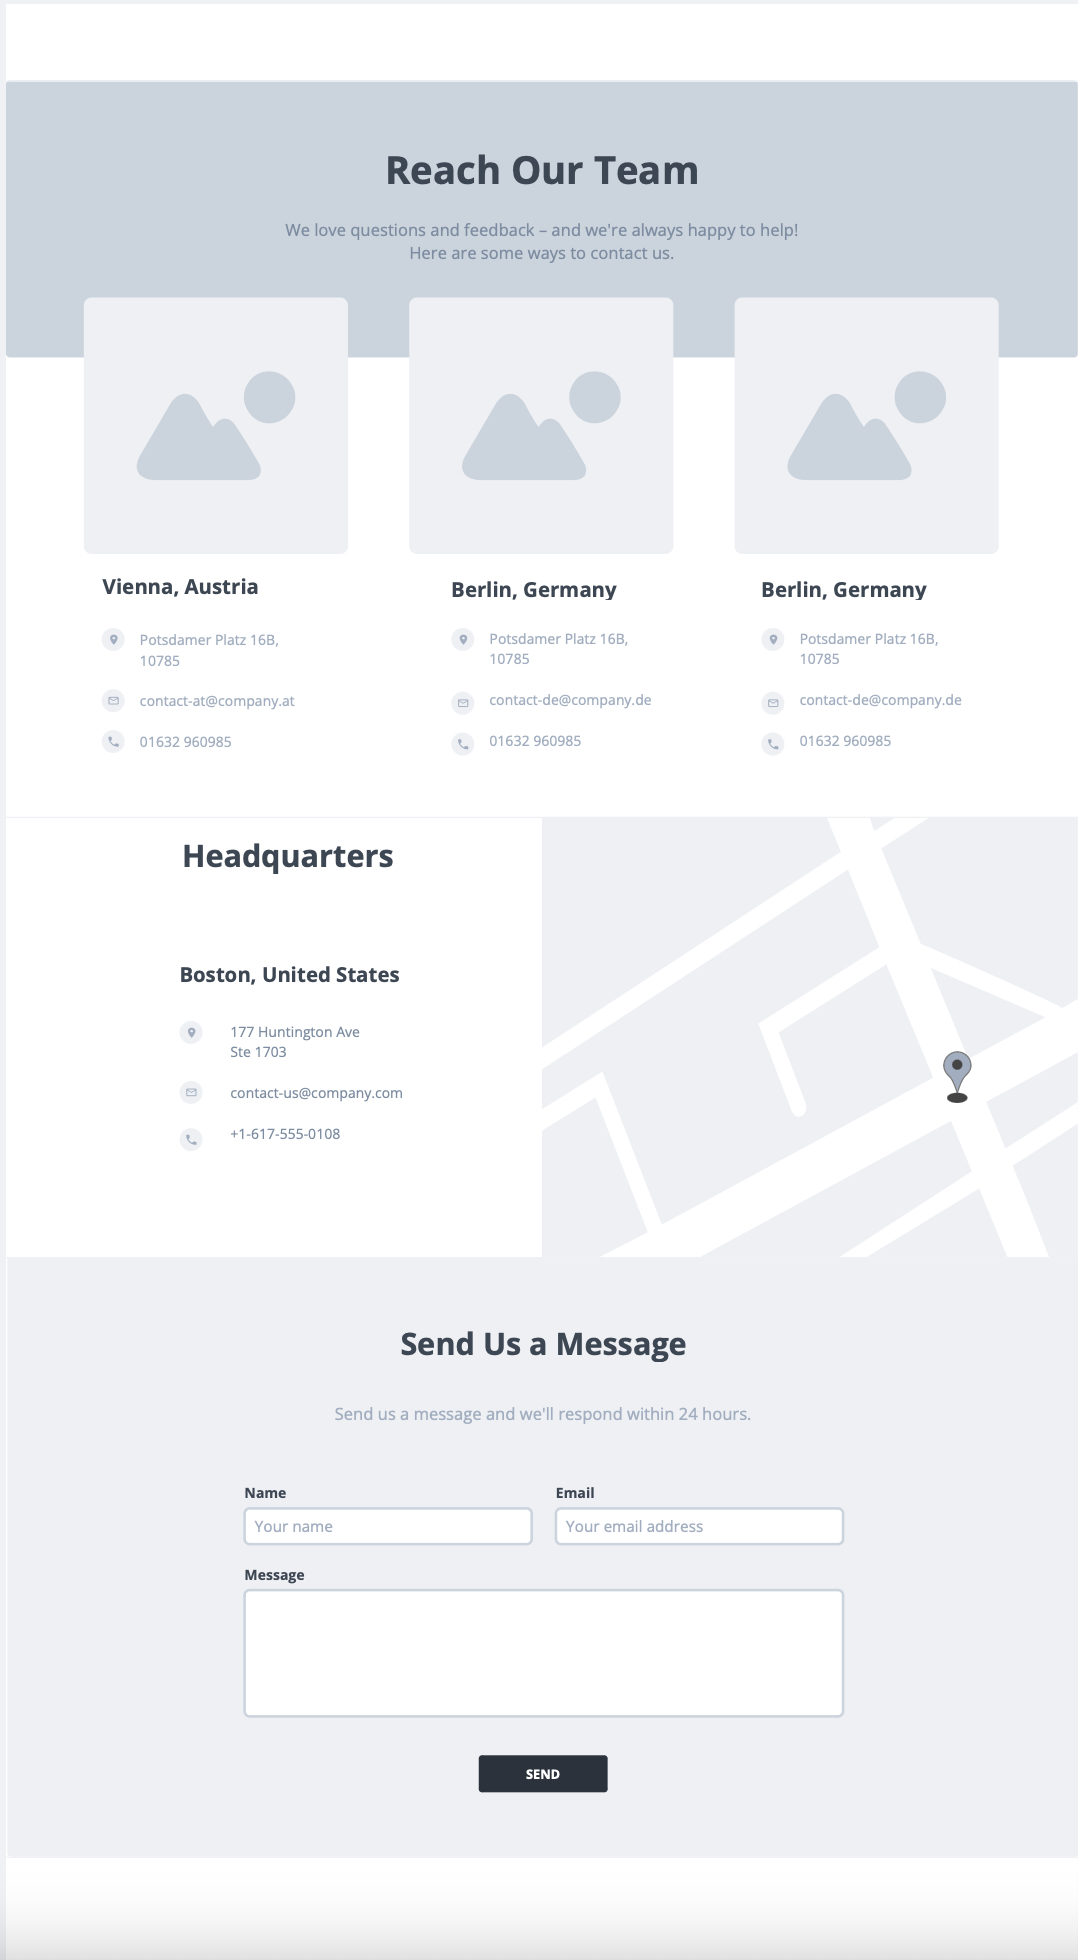 Reach Our Team
We love questions and feedback – and we're always happy to help!
Here are some ways to contact us.
Vienna, Austria
Potsdamer Platz 16B,
10785
contact-at@company.at
01632 960985
Berlin, Germany
Potsdamer Platz 16B,
10785
contact-de@company.de
01632 960985
Berlin, Germany
Potsdamer Platz 16B,
10785
contact-de@company.de
01632 960985
Headquarters
Boston, United States
177 Huntington Ave
Ste 1703
contact-us@company.com
+1-617-555-0108
Send Us a Message
Send us a message and we'll respond within 24 hours.
Name
Your name
Email
Your email address
Message
SEND